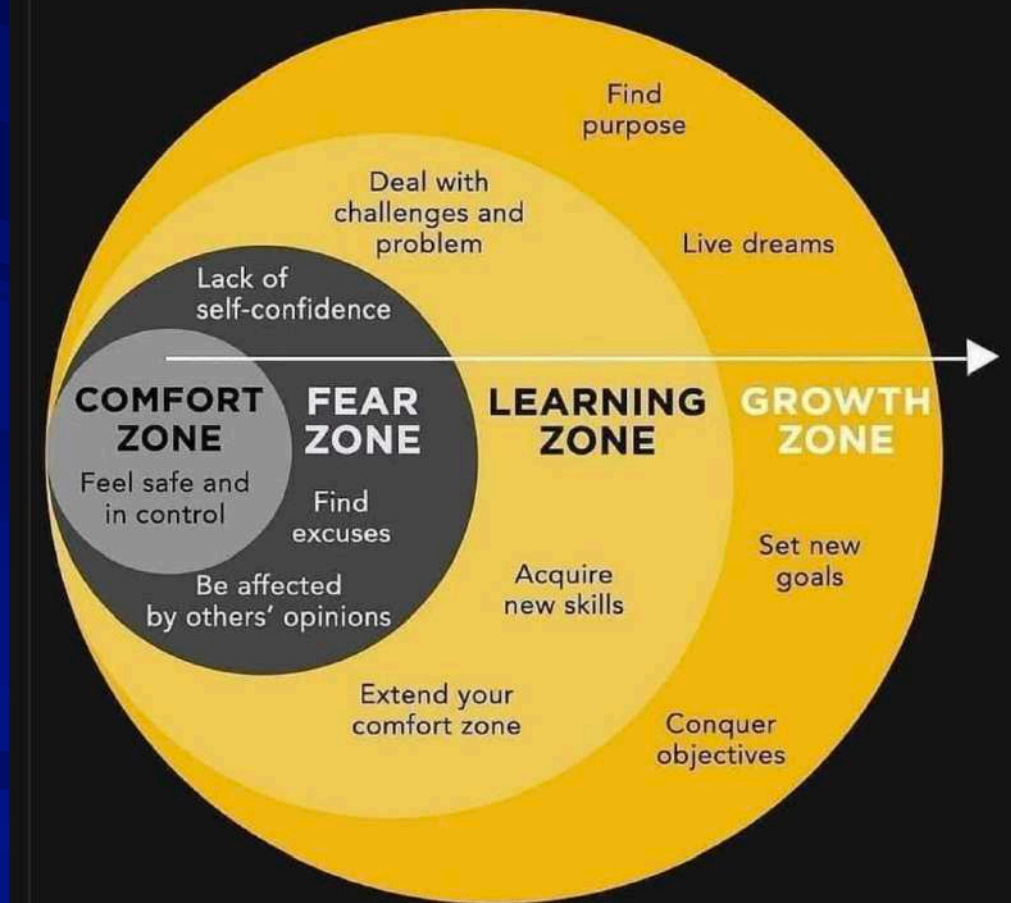 Find
purpose
Deal with
challenges and
problem
Live dreams
Lack of
self-confidence
COMFORT
ZONE
Feel safe and
in control
FEAR
ZONE
Find
excuses
Be affected
by others' opinions
LEARNING
ZONE
Acquire
new skills
Extend your
comfort zone
GROWTH
ZONE
Set new
goals
Conquer
objectives